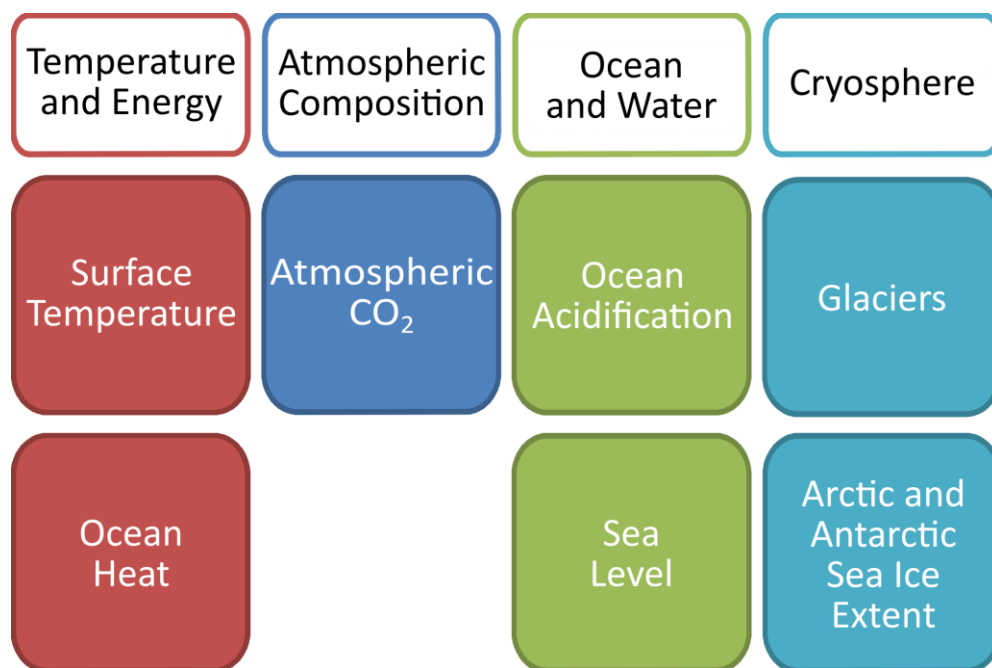 Temperature
and Energy
Atmospheric
Composition
Ocean
and Water
Cryosphere
Surface
Temperature
Atmospheric
CO₂
Ocean
Acidification
Glaciers
Ocean
Heat
Sea
Level
Arctic and
Antarctic
Sea Ice
Extent